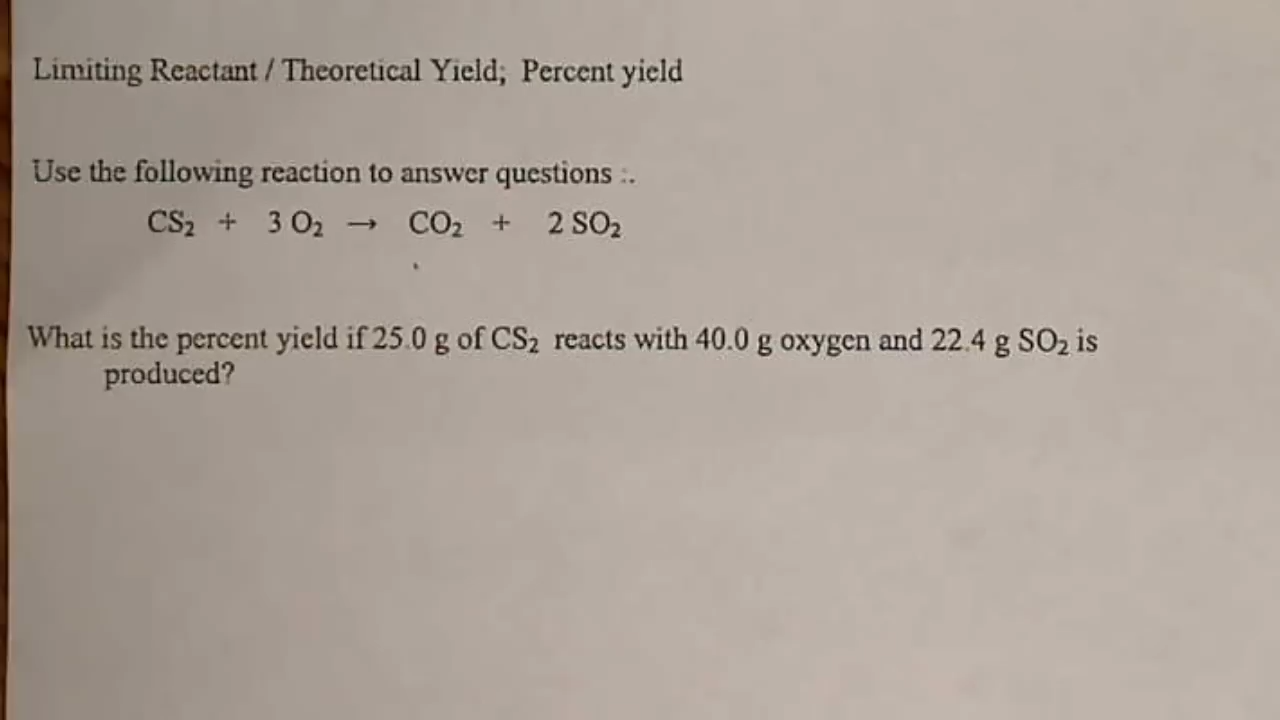 Limiting Reactant / Theoretical Yield; Percent yield
Use the following reaction to answer questions :.
CS₂ + 3 O₂ → CO₂ + 2 SO₂
What is the percent yield if 25.0 g of CS₂ reacts with 40.0 g oxygen and 22.4 g SO₂ is
produced?